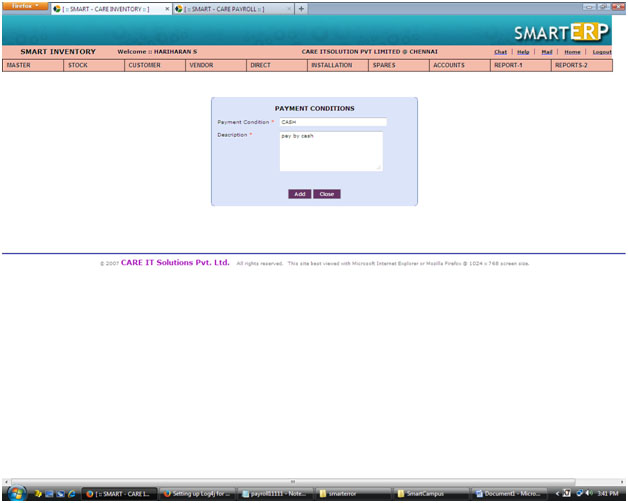 Firefox
[ :: SMART - CARE INVENTORY :: ] × [ :: SMART - CARE PAYROLL :: ] × +
SMARTERP
SMART INVENTORY Welcome :: HARIHARAN S CARE ITSOLUTION PVT LIMITED @ CHENNAI Chat | Help | Mail | Home | Logout
MASTER STOCK CUSTOMER VENDOR DIRECT INSTALLATION SPARES ACCOUNTS REPORT-1 REPORTS-2
PAYMENT CONDITIONS
Payment Condition * CASH
Description * pay by cash
Add Close
© 2007 CARE IT Solutions Pvt. Ltd. All rights reserved. This site best viewed with Microsoft Internet Explorer or Mozilla Firefox @ 1024 x 768 screen size.
[ :: SMART - CARE I... Setting up Log4j for ... payroll11111 - Note... smarterror SmartCampus Document1 - Micro... 3:41 PM